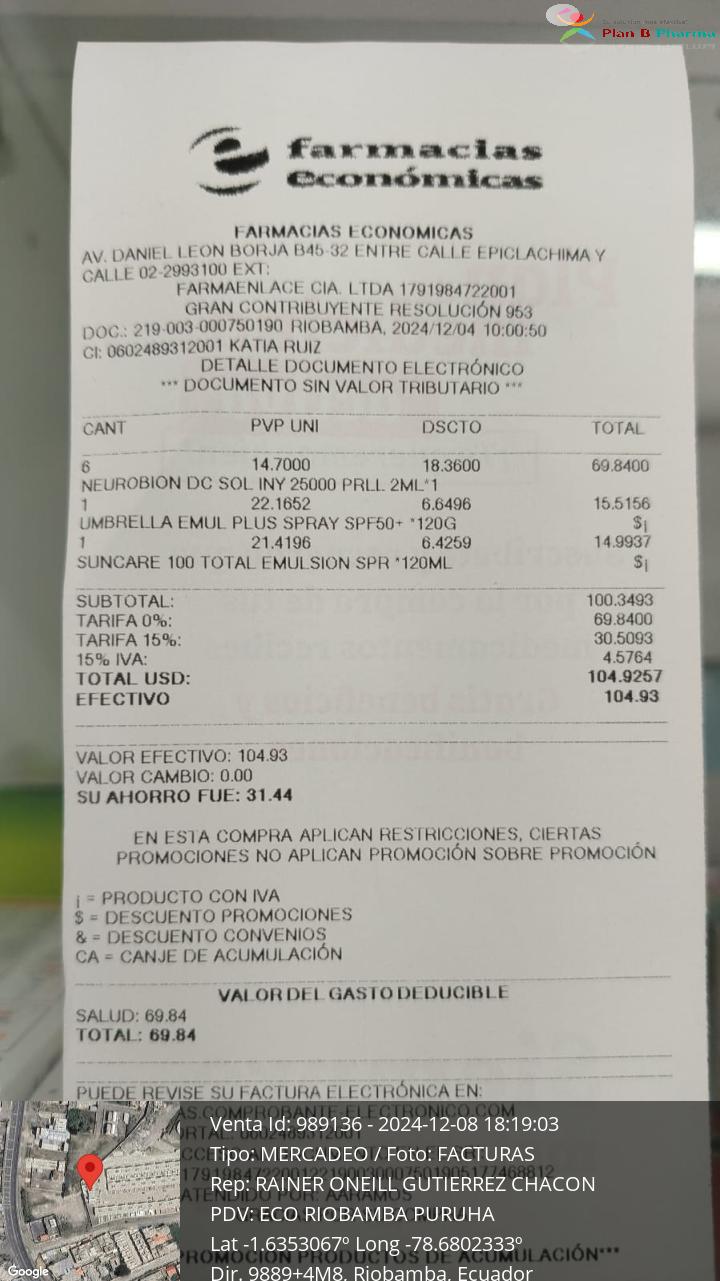 Plan B Pharma
farmacias
económicas
FARMACIAS ECONOMICAS
AV. DANIEL LEON BORJA B45-32 ENTRE CALLE EPICLACHIMA Y
CALLE 02-2993100 EXT:
FARMAENLACE CIA. LTDA 1791984722001
GRAN CONTRIBUYENTE RESOLUCIÓN 953
DOC.: 219-003-000750190 RIOBAMBA, 2024/12/04 10:00:50
CI: 0602489312001 KATIA RUIZ
DETALLE DOCUMENTO ELECTRÓNICO
*** DOCUMENTO SIN VALOR TRIBUTARIO ***
CANT PVP UNI DSCTO TOTAL
6 14.7000 18.3600 69.8400
NEUROBION DC SOL INY 25000 PRLL 2ML*1
1 22.1652 6.6496 15.5156
UMBRELLA EMUL PLUS SPRAY SPF50+ *120G $¡
1 21.4196 6.4259 14.9937
SUNCARE 100 TOTAL EMULSION SPR *120ML $¡
SUBTOTAL: 100.3493
TARIFA 0%: 69.8400
TARIFA 15%: 30.5093
15% IVA: 4.5764
TOTAL USD: 104.9257
EFECTIVO 104.93
VALOR EFECTIVO: 104.93
VALOR CAMBIO: 0.00
SU AHORRO FUE: 31.44
EN ESTA COMPRA APLICAN RESTRICCIONES, CIERTAS
PROMOCIONES NO APLICAN PROMOCIÓN SOBRE PROMOCIÓN
¡ = PRODUCTO CON IVA
$ = DESCUENTO PROMOCIONES
& = DESCUENTO CONVENIOS
CA = CANJE DE ACUMULACIÓN
VALOR DEL GASTO DEDUCIBLE
SALUD: 69.84
TOTAL: 69.84
PUEDE REVISE SU FACTURA ELECTRÓNICA EN:
Venta Id: 989136 - 2024-12-08 18:19:03
Tipo: MERCADEO / Foto: FACTURAS
Rep: RAINER ONEILL GUTIERREZ CHACON
PDV: ECO RIOBAMBA PURUHA
Lat -1.6353067º Long -78.6802333º
PROMOCION PRODUCTOS DE ACUMULACIÓN***
Dir. 9889+4M8, Riobamba, Ecuador
Google